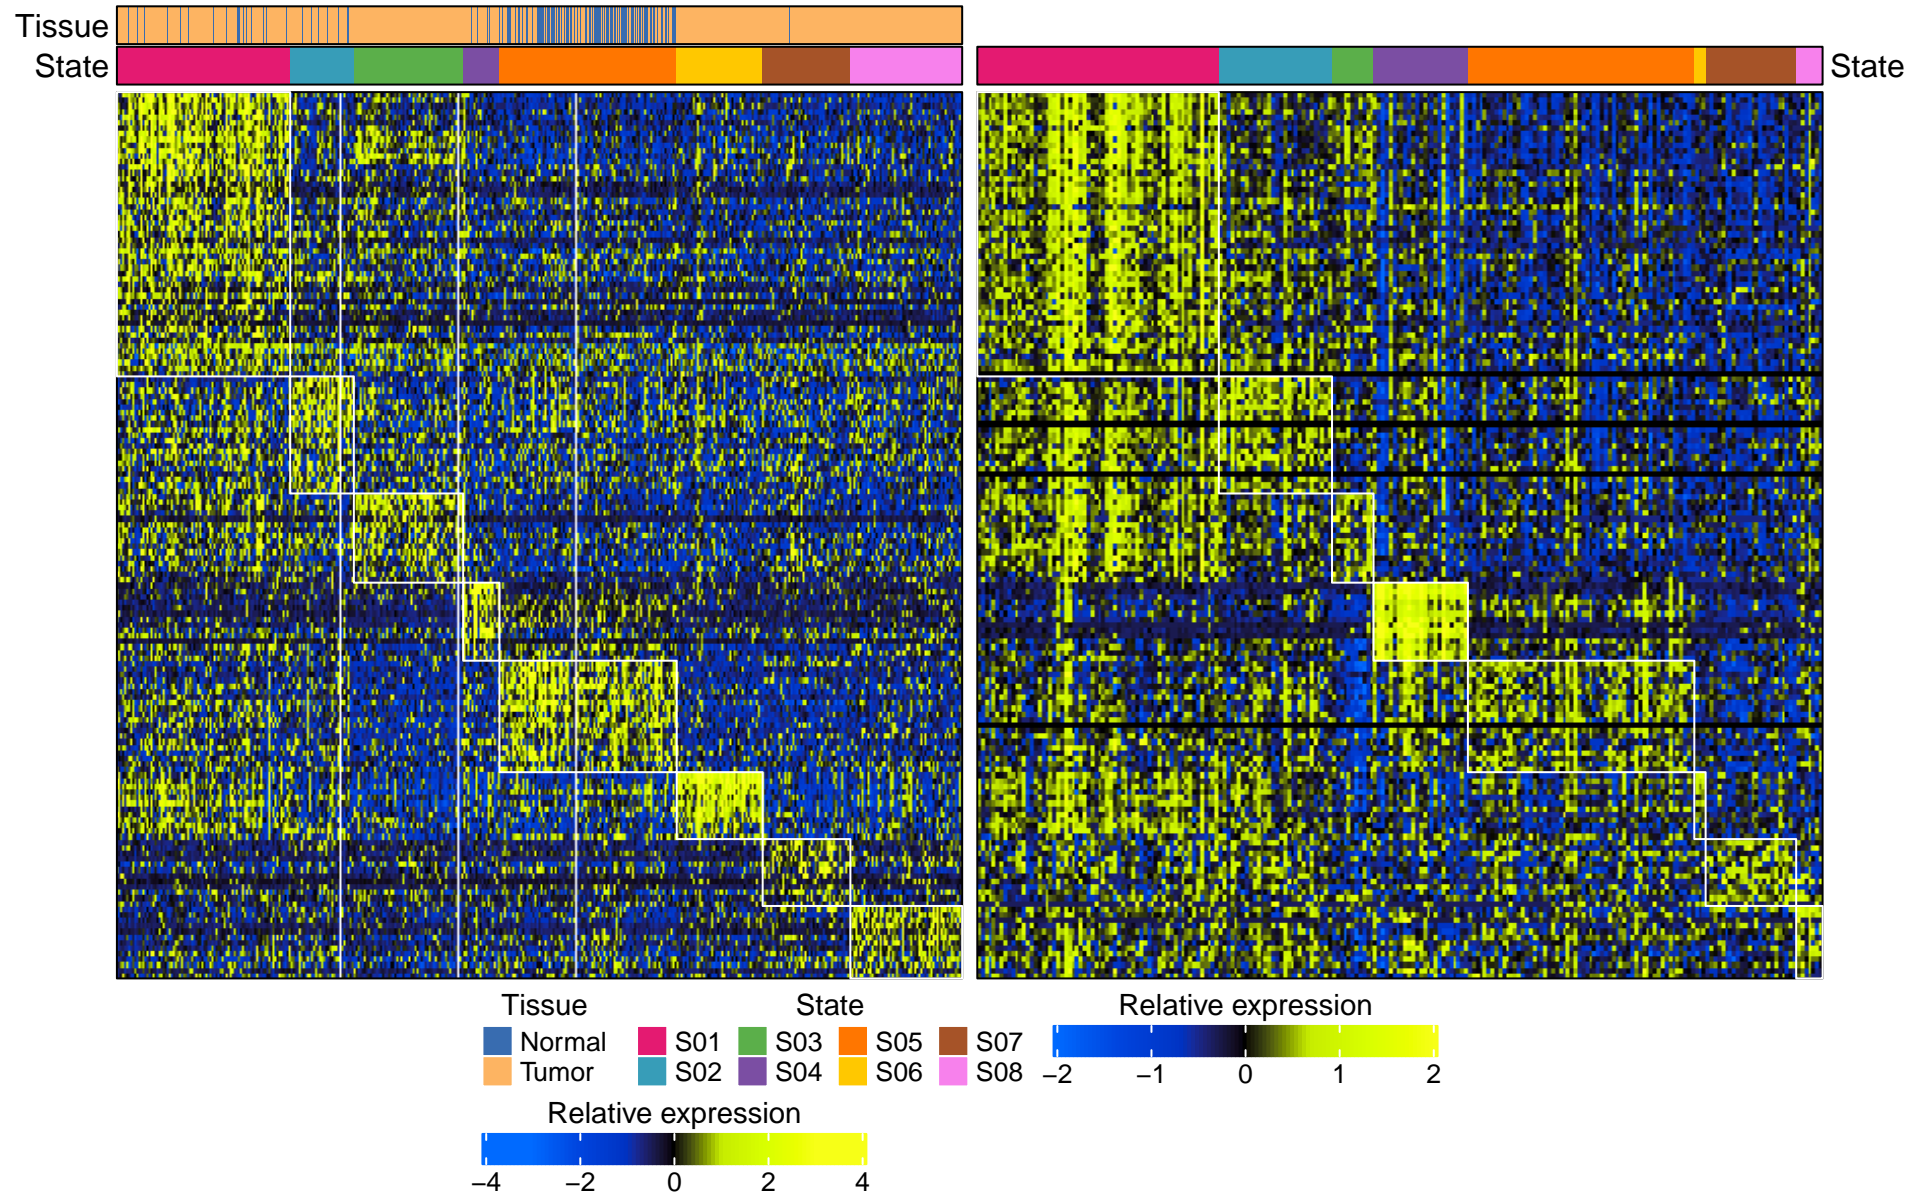 Tissue
State
State
Tissue State Relative expression
Normal S01 S03 S05 S07
Tumor S02 S04 S06 S08
−2 −1 0 1 2
Relative expression
−4 −2 0 2 4